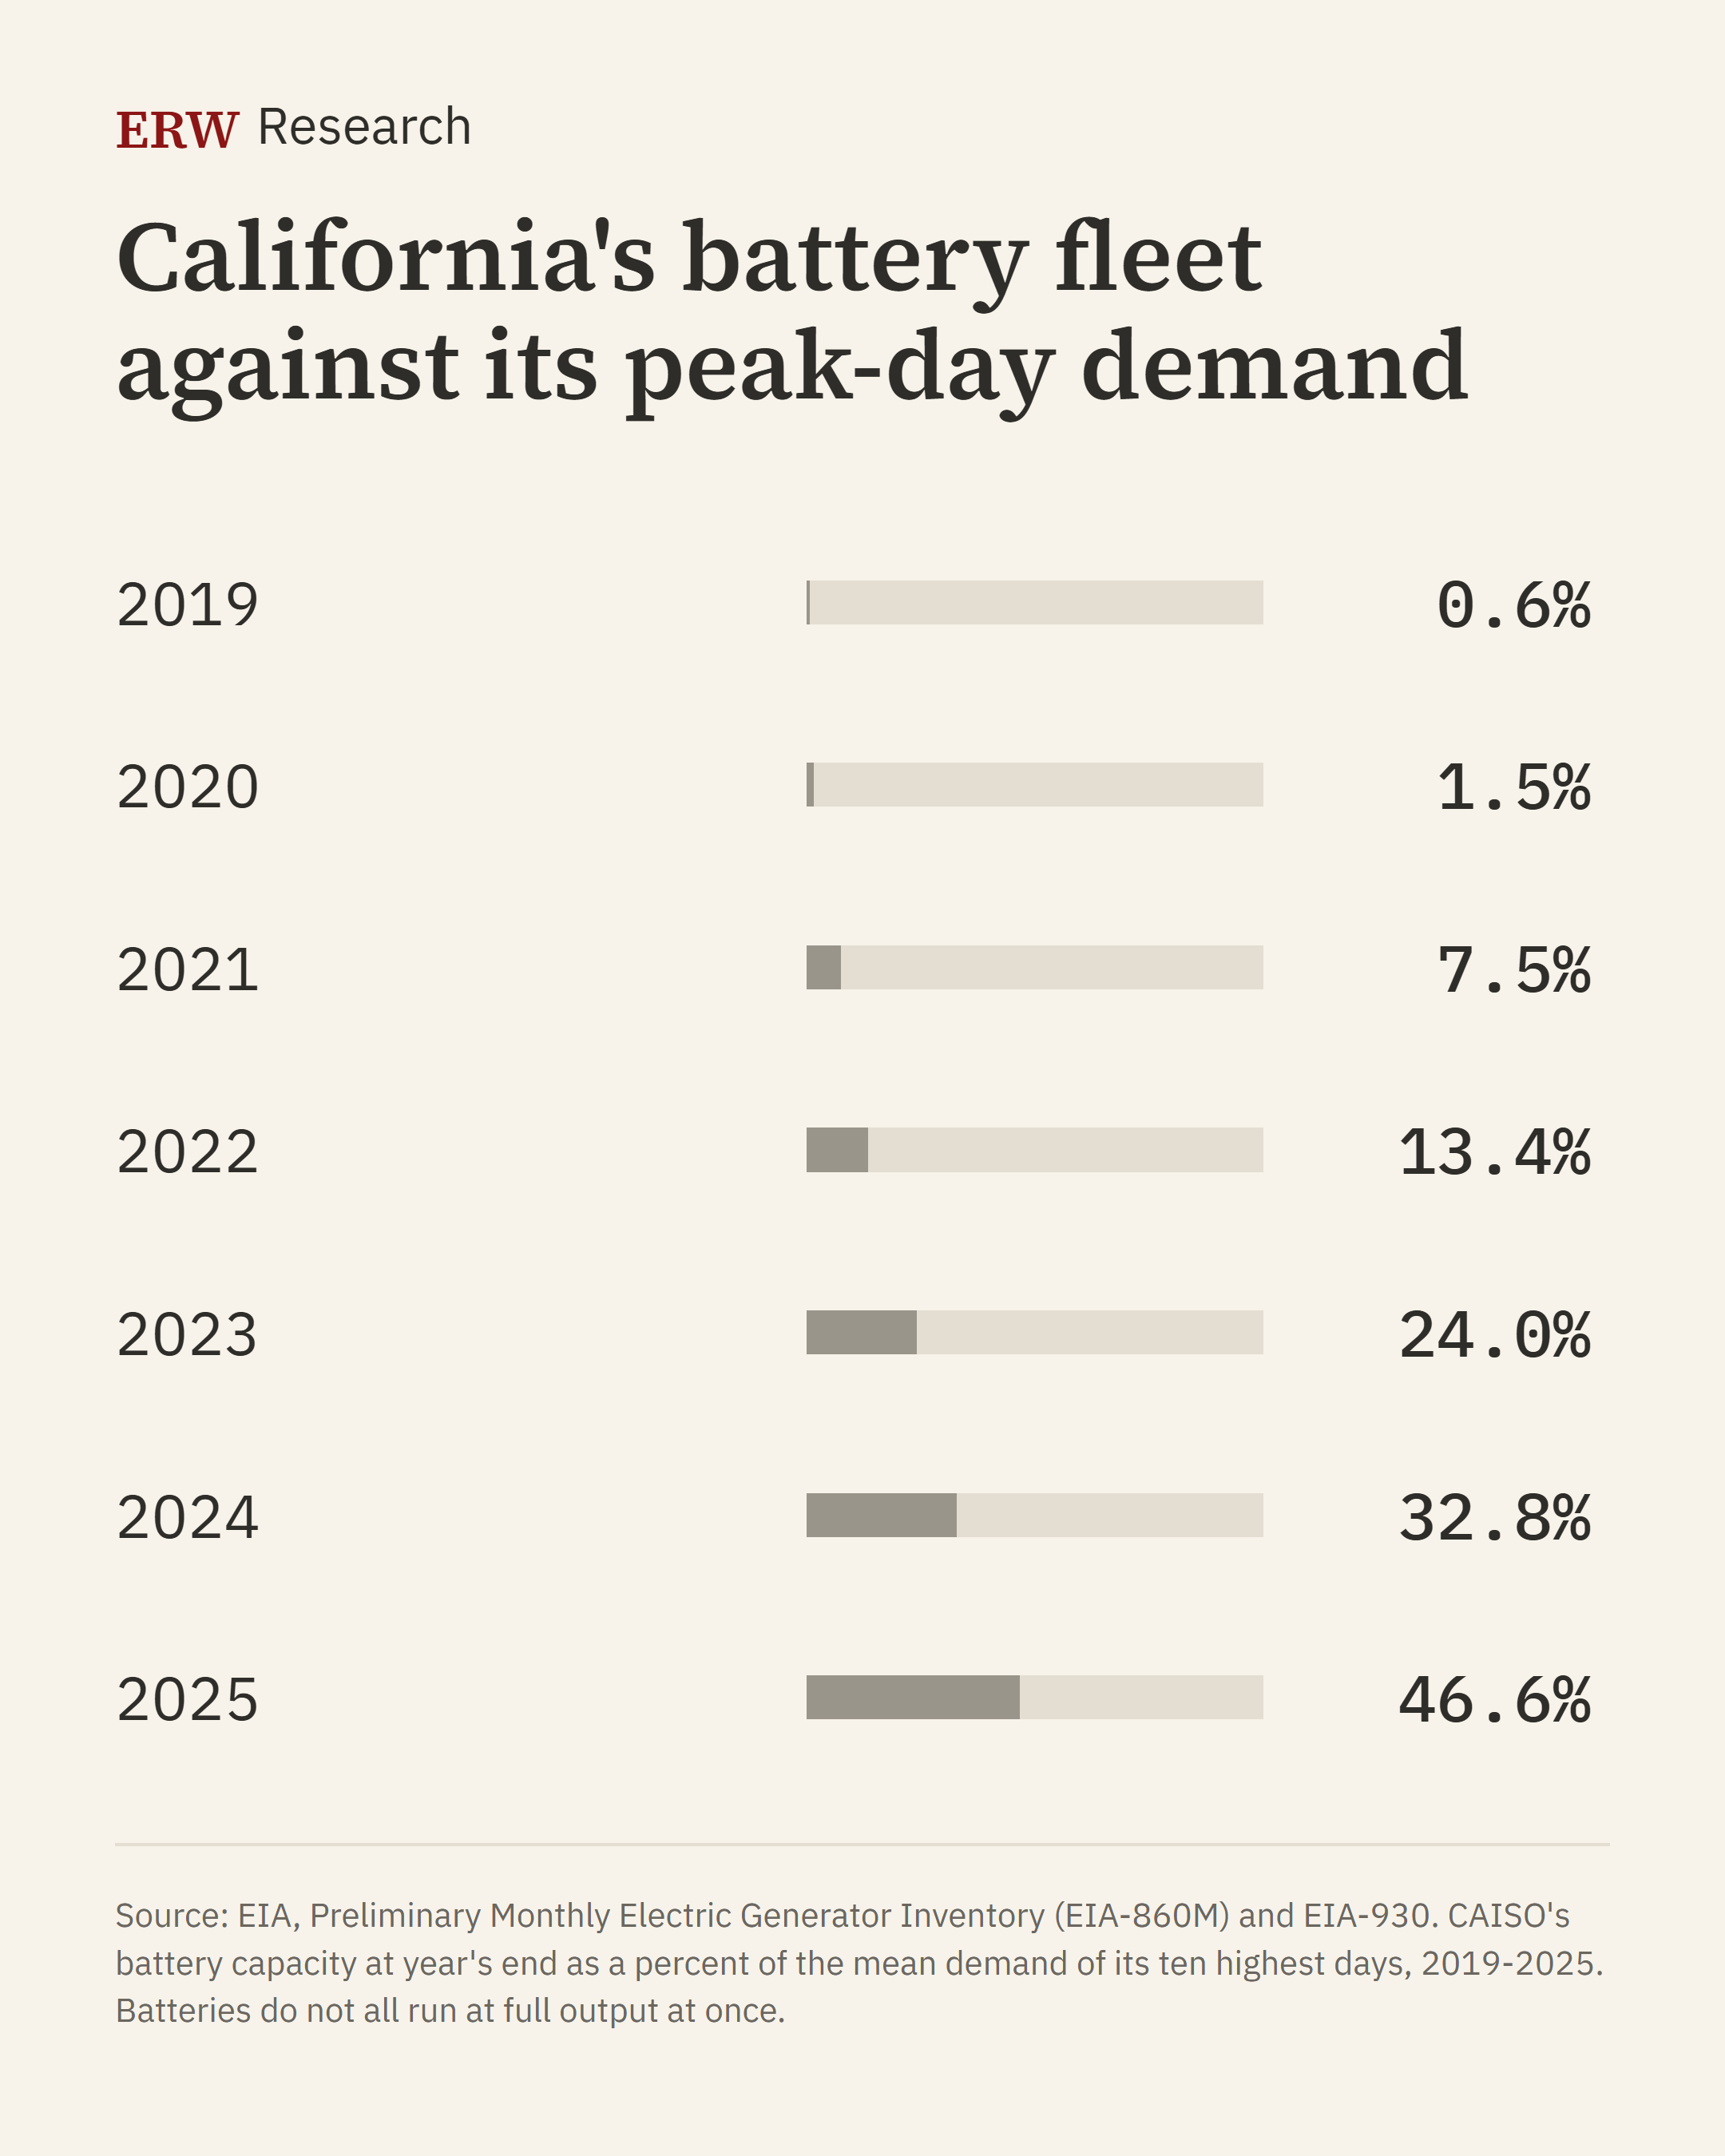 ERW Research
California's battery fleet
against its peak-day demand
2019 0.6%
2020 1.5%
2021 7.5%
2022 13.4%
2023 24.0%
2024 32.8%
2025 46.6%
Source: EIA, Preliminary Monthly Electric Generator Inventory (EIA-860M) and EIA-930. CAISO's
battery capacity at year's end as a percent of the mean demand of its ten highest days, 2019-2025.
Batteries do not all run at full output at once.